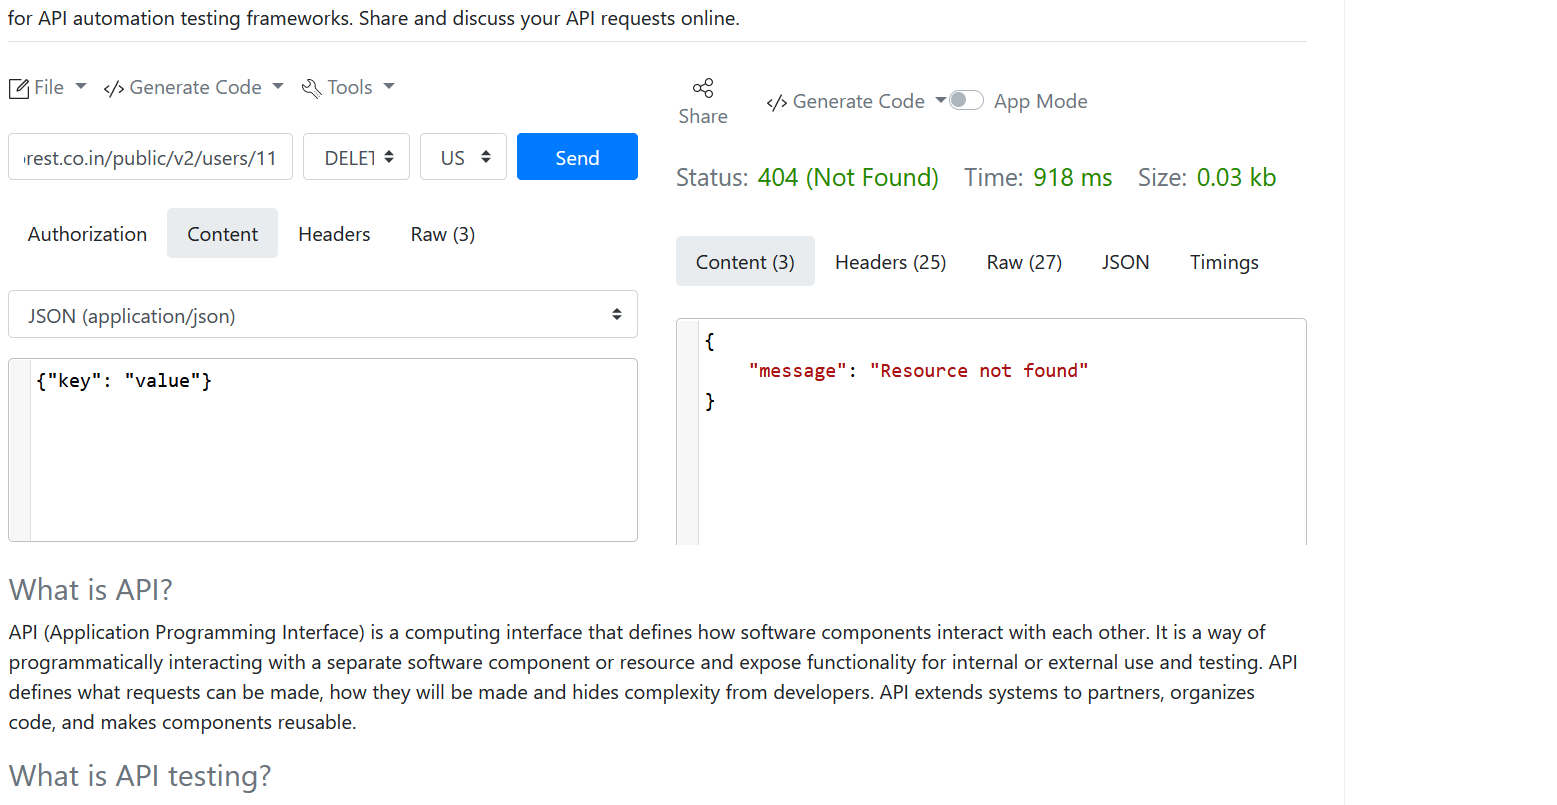 for API automation testing frameworks. Share and discuss your API requests online.
File
</> Generate Code
Tools
Share
</> Generate Code
App Mode
rest.co.in/public/v2/users/11
DELET
US
Send
Status: 404 (Not Found) Time: 918 ms Size: 0.03 kb
Authorization Content Headers Raw (3)
Content (3) Headers (25) Raw (27) JSON Timings
JSON (application/json)
{"key": "value"}
{
"message": "Resource not found"
}
What is API?
API (Application Programming Interface) is a computing interface that defines how software components interact with each other. It is a way of
programmatically interacting with a separate software component or resource and expose functionality for internal or external use and testing. API
defines what requests can be made, how they will be made and hides complexity from developers. API extends systems to partners, organizes
code, and makes components reusable.
What is API testing?